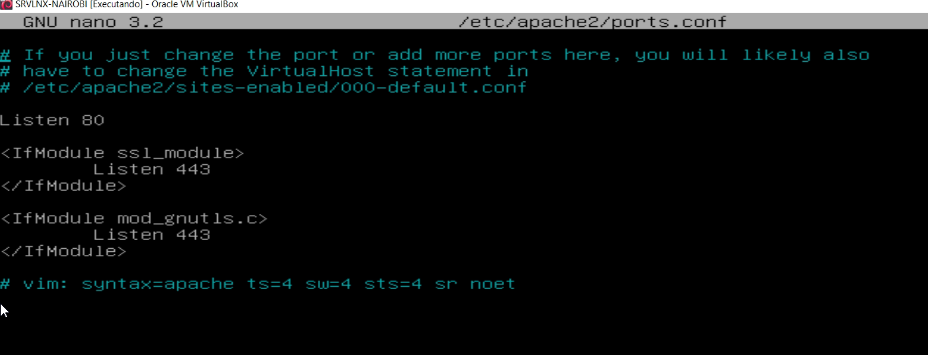 SRVLNX-NAIROBI [Executando] - Oracle VM VirtualBox
GNU nano 3.2 /etc/apache2/ports.conf
# If you just change the port or add more ports here, you will likely also
# have to change the VirtualHost statement in
# /etc/apache2/sites-enabled/000-default.conf
Listen 80
<IfModule ssl_module>
Listen 443
</IfModule>
<IfModule mod_gnutls.c>
Listen 443
</IfModule>
# vim: syntax=apache ts=4 sw=4 sts=4 sr noet